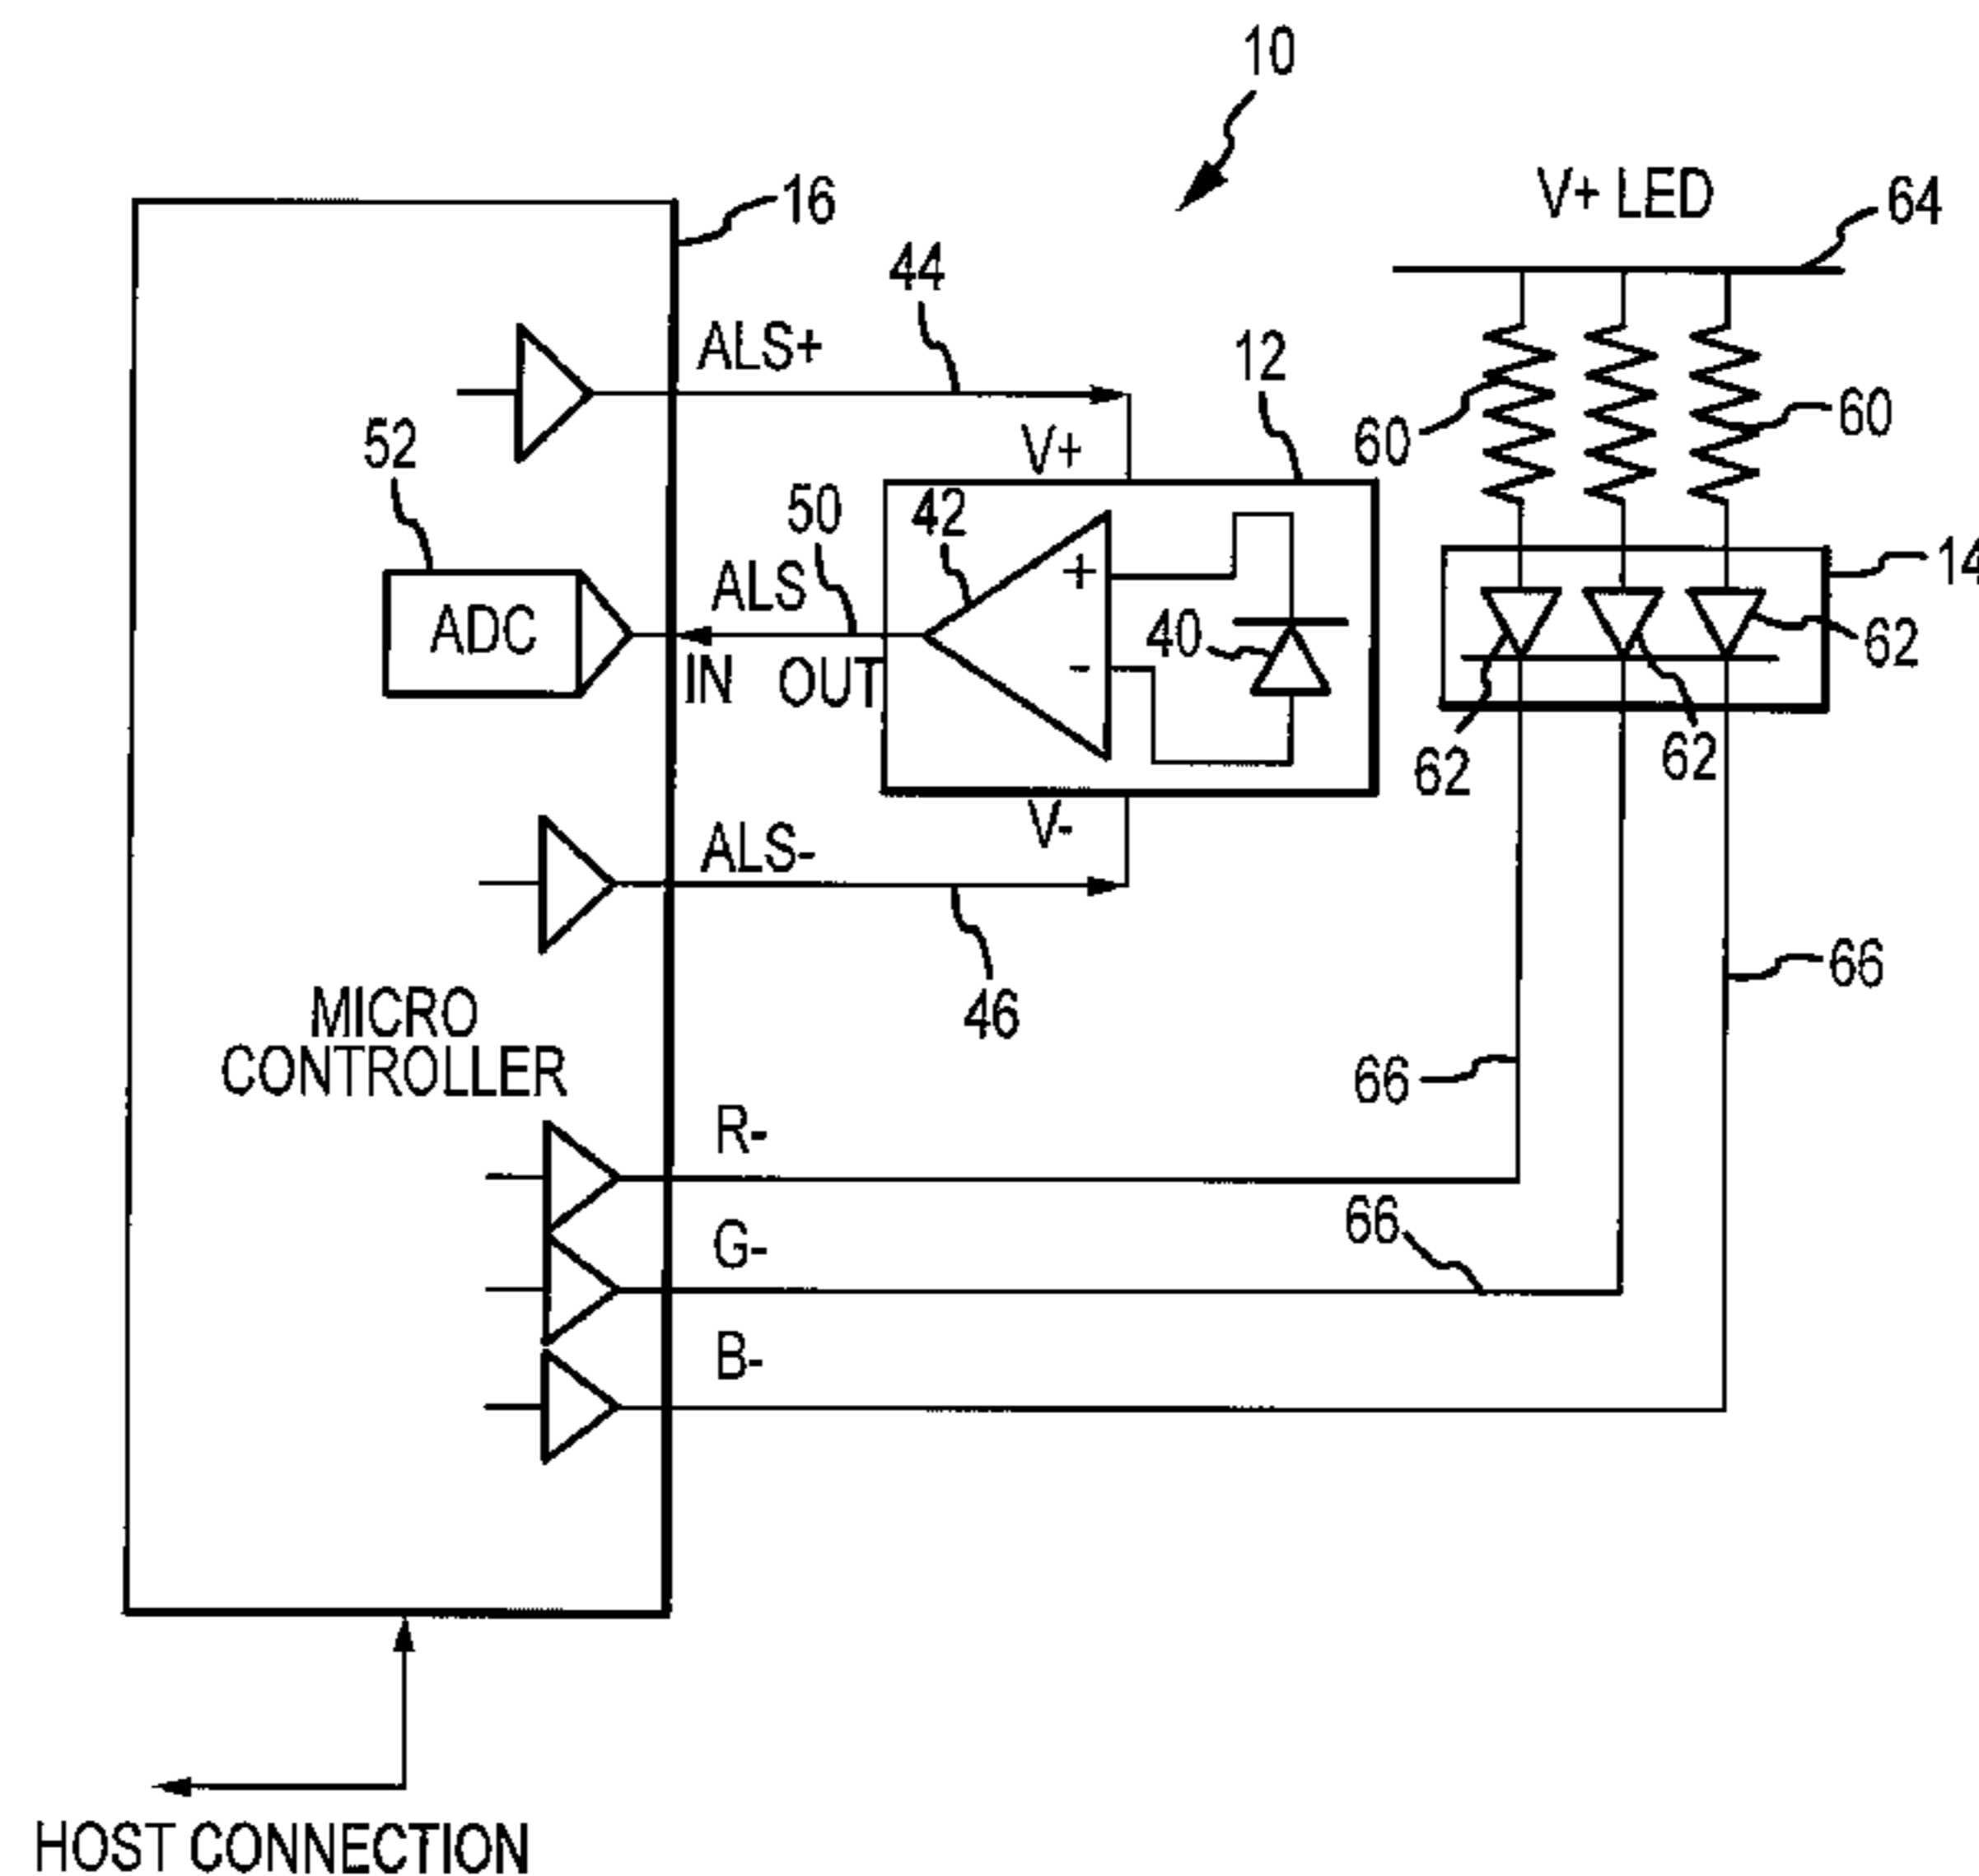 10
16
V+ LED
64
44
ALS+
12
V+
60
60
52
50
42
ALS
+
14
ADC
40
-
62
IN
OUT
62
62
V-
ALS-
66
46
MICRO
CONTROLLER
66
R-
66
G-
B-
HOST CONNECTION